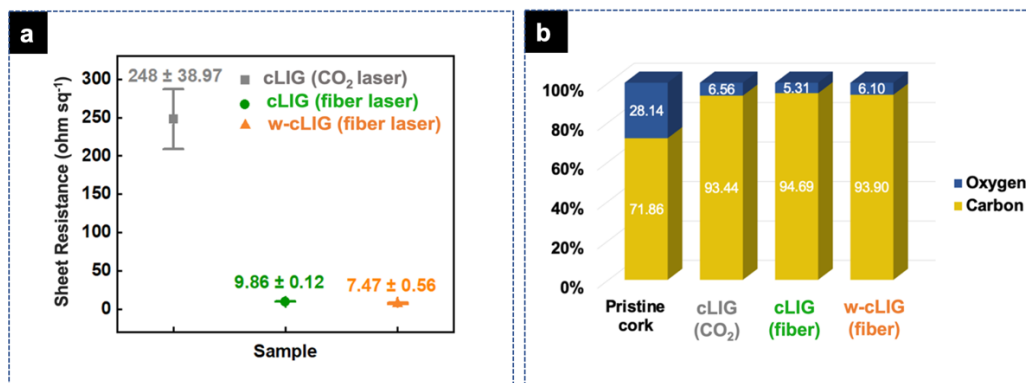 a
Sheet Resistance (ohm sq⁻¹)
300
250
200
150
100
50
0
248 ± 38.97
cLIG (CO₂ laser)
cLIG (fiber laser)
w-cLIG (fiber laser)
9.86 ± 0.12
7.47 ± 0.56
Sample
b
100%
80%
60%
40%
20%
0%
28.14
6.56
5.31
6.10
71.86
93.44
94.69
93.90
Oxygen
Carbon
Pristine
cork
cLIG
(CO₂)
cLIG
(fiber)
w-cLIG
(fiber)